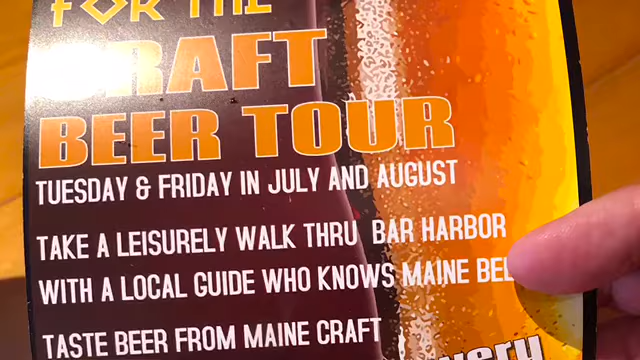 FOR THE
CRAFT
BEER TOUR
TUESDAY & FRIDAY IN JULY AND AUGUST
TAKE A LEISURELY WALK THRU BAR HARBOR
WITH A LOCAL GUIDE WHO KNOWS MAINE
TASTE BEER FROM MAINE CRAFT